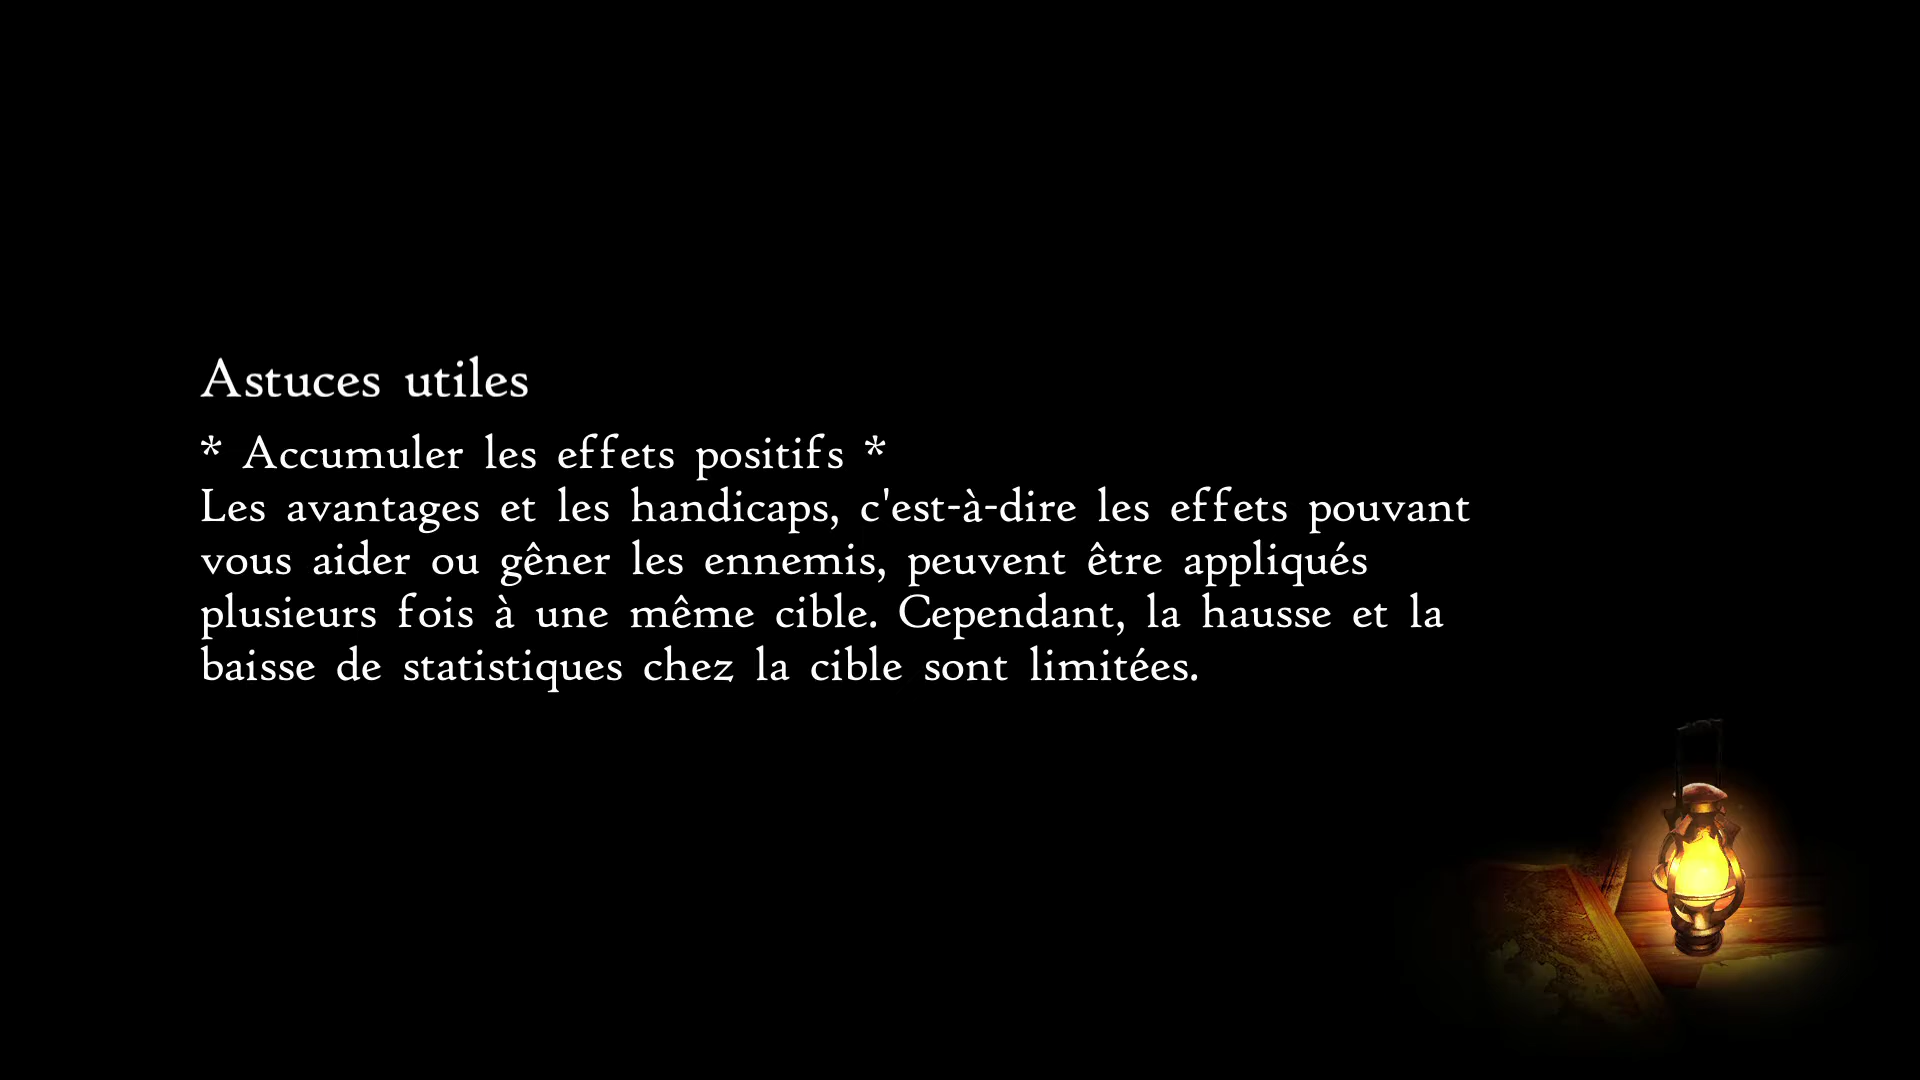 Astuces utiles
* Accumuler les effets positifs *
Les avantages et les handicaps, c'est-à-dire les effets pouvant
vous aider ou gêner les ennemis, peuvent être appliqués
plusieurs fois à une même cible. Cependant, la hausse et la
baisse de statistiques chez la cible sont limitées.